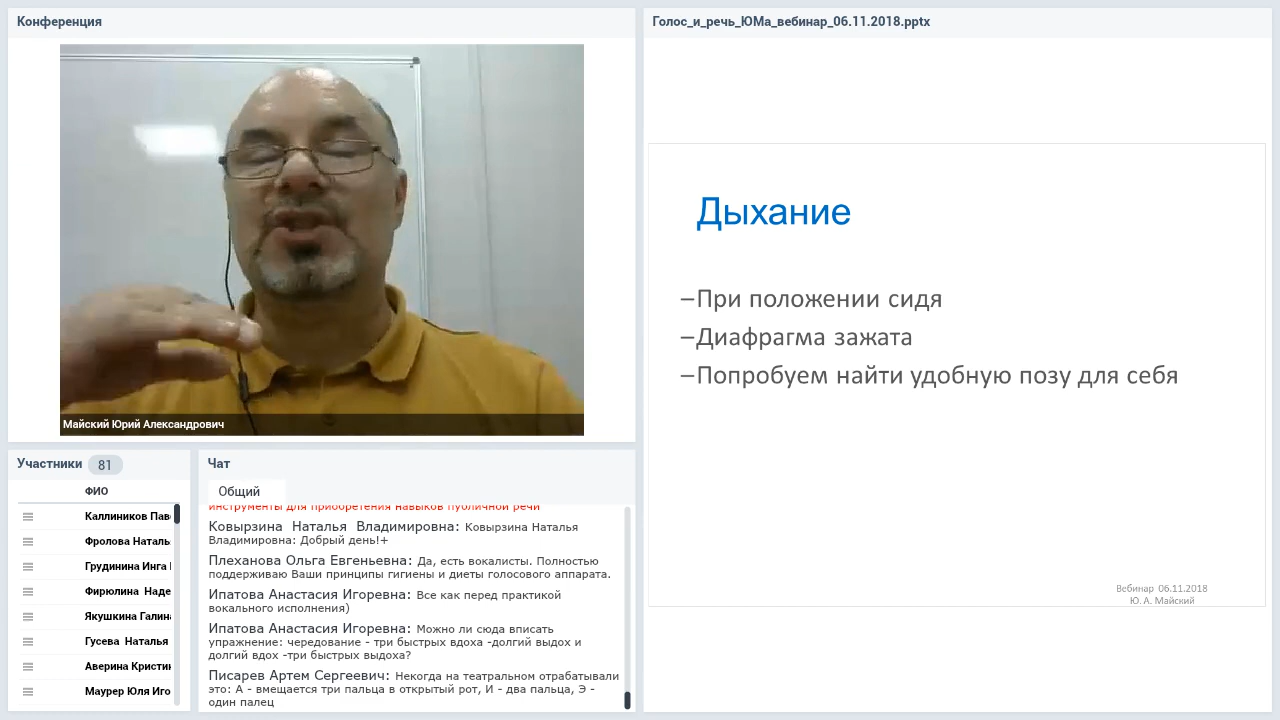 Конференция
Майский Юрий Александрович
Участники 81
ФИО
Каллиников Пав
Фролова Наталь
Грудинина Инга
Фирюлина Наде
Якушкина Галин
Гусева Наталья
Аверина Кристин
Маурер Юля Иго
Чат
Общий
инструменты для приобретения навыков публичной речи
Ковырзина Наталья Владимировна: Ковырзина Наталья
Владимировна: Добрый день!+
Плеханова Ольга Евгеньевна: Да, есть вокалисты. Полностью
поддерживаю Ваши принципы гигиены и диеты голосового аппарата.
Ипатова Анастасия Игоревна: Все как перед практикой
вокального исполнения)
Ипатова Анастасия Игоревна: Можно ли сюда вписать
упражнение: чередование - три быстрых вдоха -долгий выдох и
долгий вдох -три быстрых выдоха?
Писарев Артем Сергеевич: Некогда на театральном отрабатывали
это: А - вмещается три пальца в открытый рот, И - два пальца, Э -
один палец
Голос_и_речь_ЮМа_вебинар_06.11.2018.pptx
Дыхание
–При положении сидя
–Диафрагма зажата
–Попробуем найти удобную позу для себя
Вебинар 06.11.2018
Ю. А. Майский